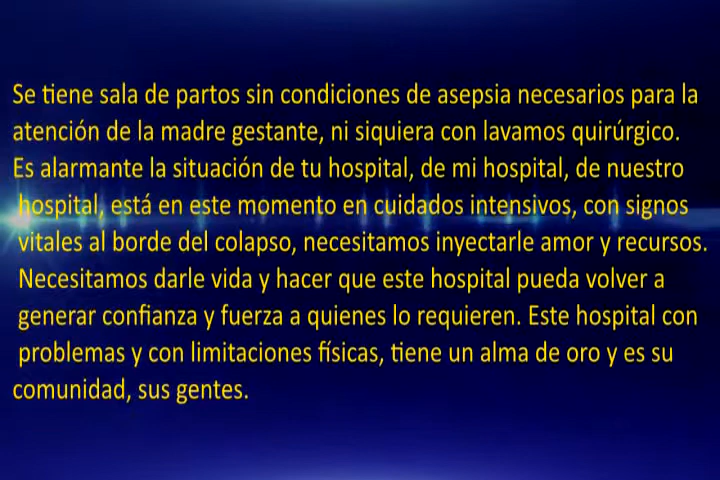 Se tiene sala de partos sin condiciones de asepsia necesarios para la
atención de la madre gestante, ni siquiera con lavamos quirúrgico.
Es alarmante la situación de tu hospital, de mi hospital, de nuestro
hospital, está en este momento en cuidados intensivos, con signos
vitales al borde del colapso, necesitamos inyectarle amor y recursos.
Necesitamos darle vida y hacer que este hospital pueda volver a
generar confianza y fuerza a quienes lo requieren. Este hospital con
problemas y con limitaciones físicas, tiene un alma de oro y es su
comunidad, sus gentes.